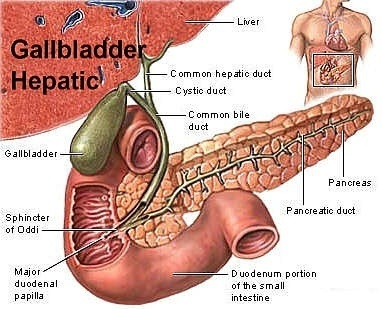 Liver
Gallbladder
Hepatic
Common hepatic duct
Cystic duct
Common bile
duct
Gallbladder
Pancreas
Pancreatic duct
Sphincter
of Oddi
Major
duodenal
papilla
Duodenum portion
of the small
intestine